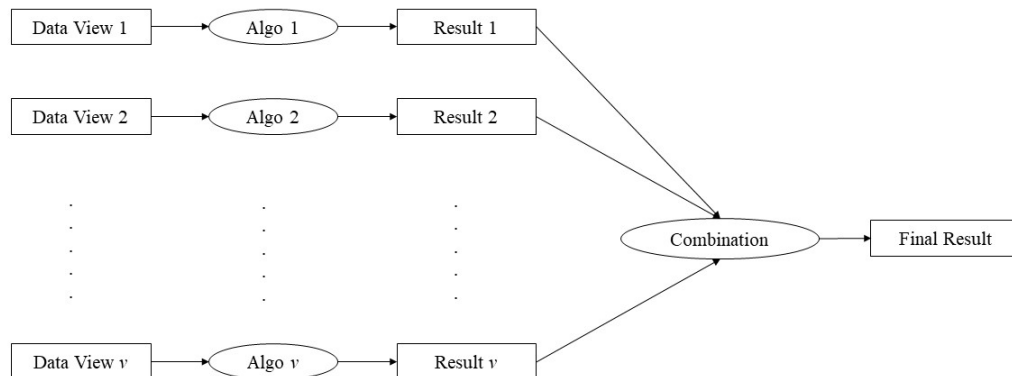 Data View 1
Algo 1
Result 1
Data View 2
Algo 2
Result 2
Combination
Final Result
Data View v
Algo v
Result v